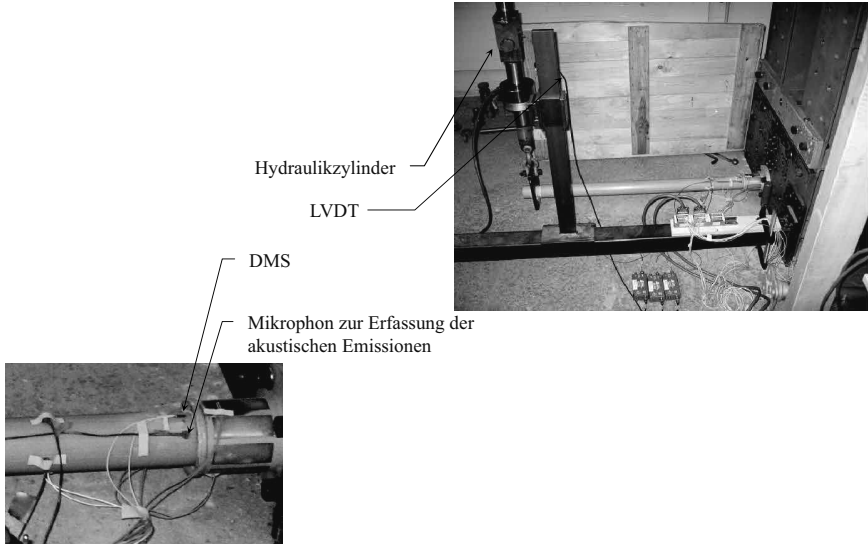 Hydraulikzylinder
LVDT
DMS
Mikrophon zur Erfassung der
akustischen Emissionen